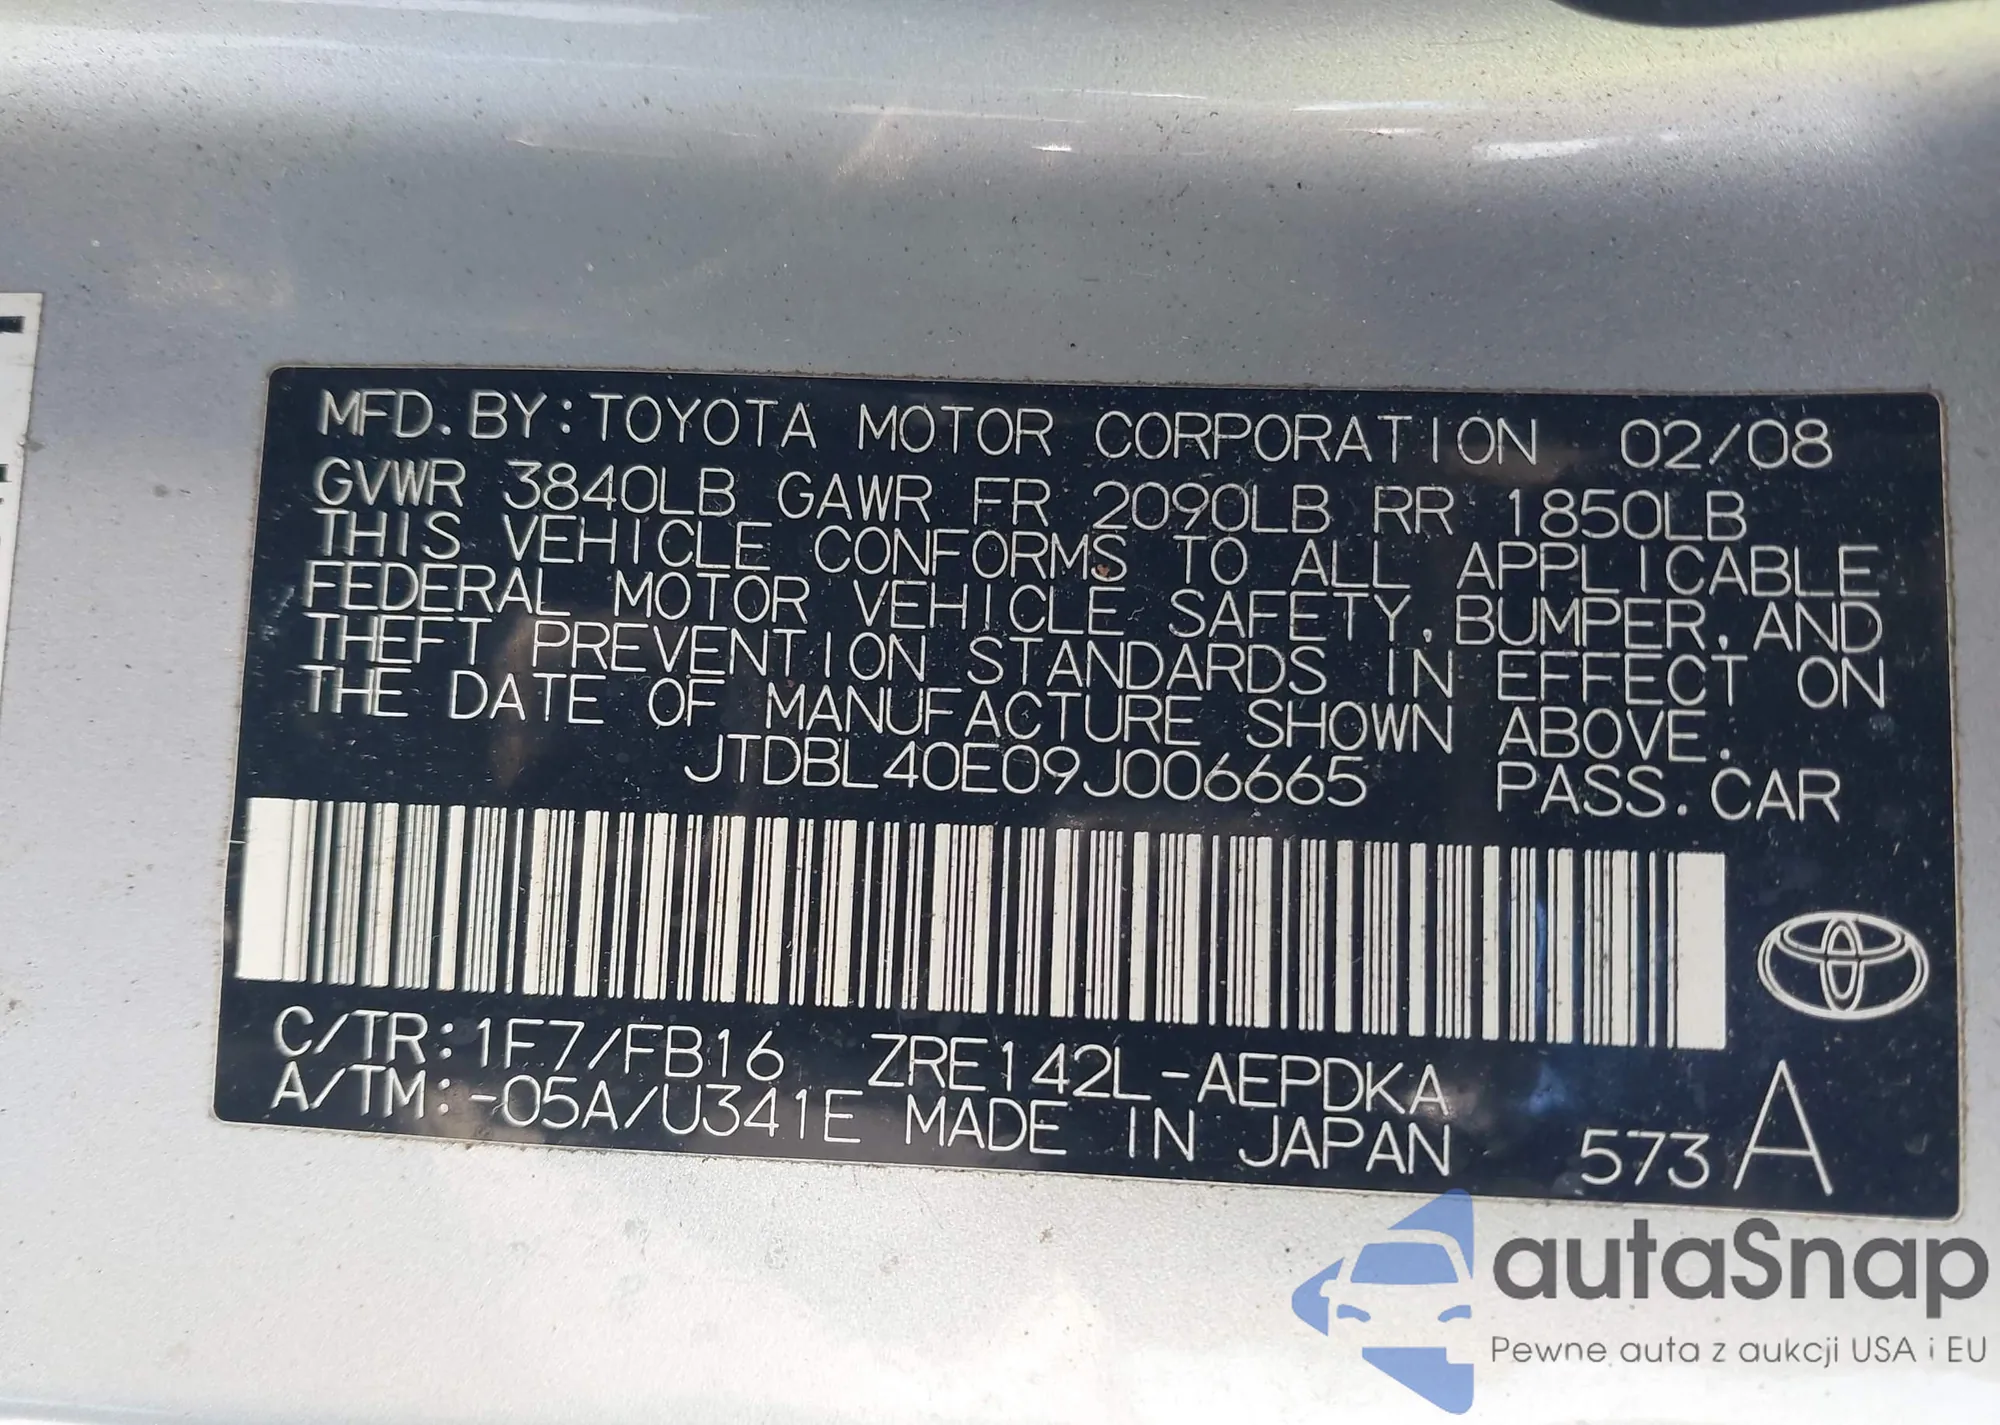 MFD. BY: TOYOTA MOTOR CORPORATION 02/08
GVWR 3840LB GAWR FR 2090LB RR 1850LB
THIS VEHICLE CONFORMS TO ALL APPLICABLE
FEDERAL MOTOR VEHICLE SAFETY, BUMPER, AND
THEFT PREVENTION STANDARDS IN EFFECT ON
THE DATE OF MANUFACTURE SHOWN ABOVE.
JTDBL40E09J006665 PASS. CAR
C/TR: 1F7/FB16 ZRE142L-AEPDKA
A/TM: -05A/U341E MADE IN JAPAN 573 A
autaSnap
Pewne auta z aukcji USA i EU